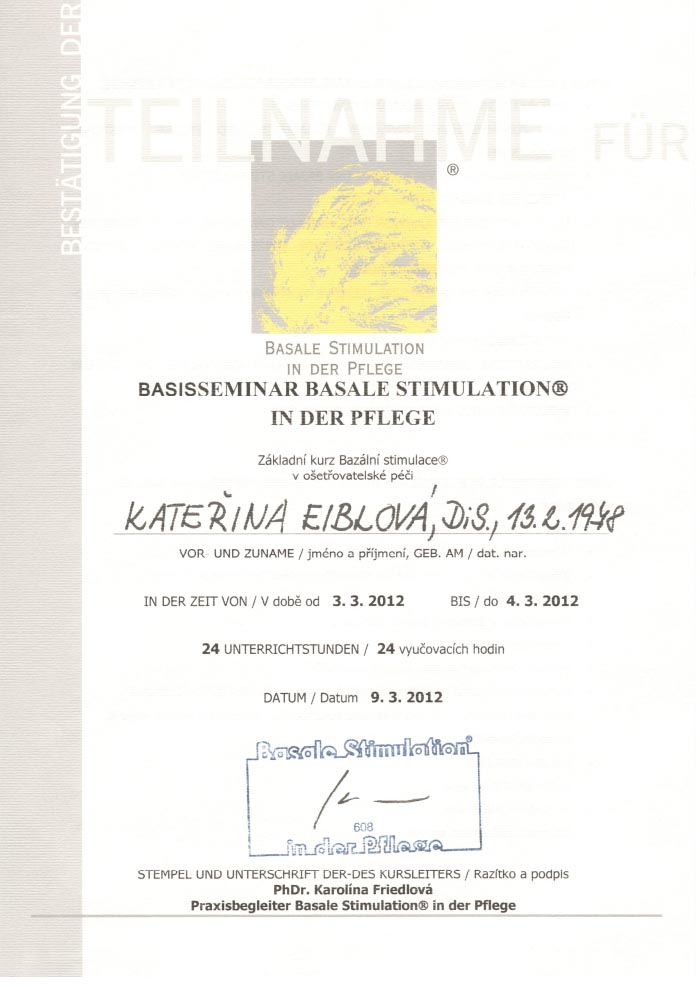 BESTÄTIGUNG DER
TEILNAHME FÜR
®
BASALE STIMULATION
IN DER PFLEGE
BASISSEMINAR BASALE STIMULATION®
IN DER PFLEGE
Základní kurz Bazální stimulace®
v ošetřovatelské péči
KATEŘINA EIBLOVÁ, DiS., 13.2.1978
VOR UND ZUNAME / jméno a příjmení, GEB. AM / dat. nar.
IN DER ZEIT VON / V době od 3. 3. 2012 BIS / do 4. 3. 2012
24 UNTERRICHTSTUNDEN / 24 vyučovacích hodin
DATUM / Datum 9. 3. 2012
Basale Stimulation®
608
in der Pflege
STEMPEL UND UNTERSCHRIFT DER-DES KURSLEITERS / Razítko a podpis
PhDr. Karolína Friedlová
Praxisbegleiter Basale Stimulation® in der Pflege